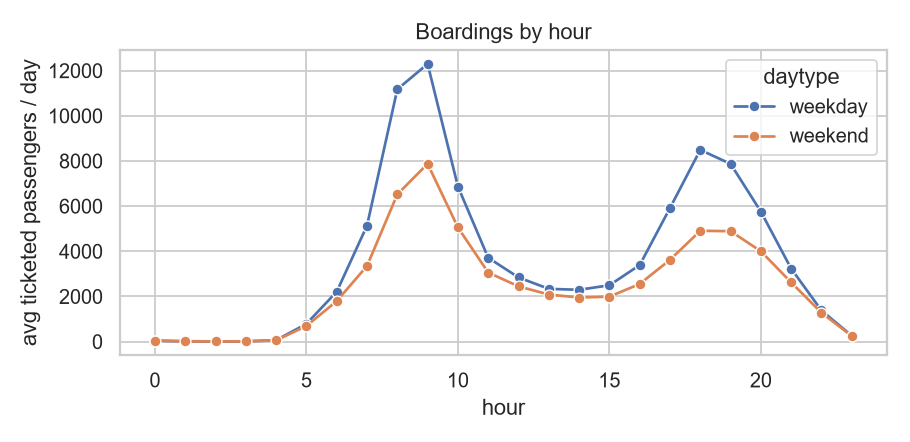 Boardings by hour
avg ticketed passengers / day
12000
10000
8000
6000
4000
2000
0
daytype
weekday
weekend
0 5 10 15 20
hour